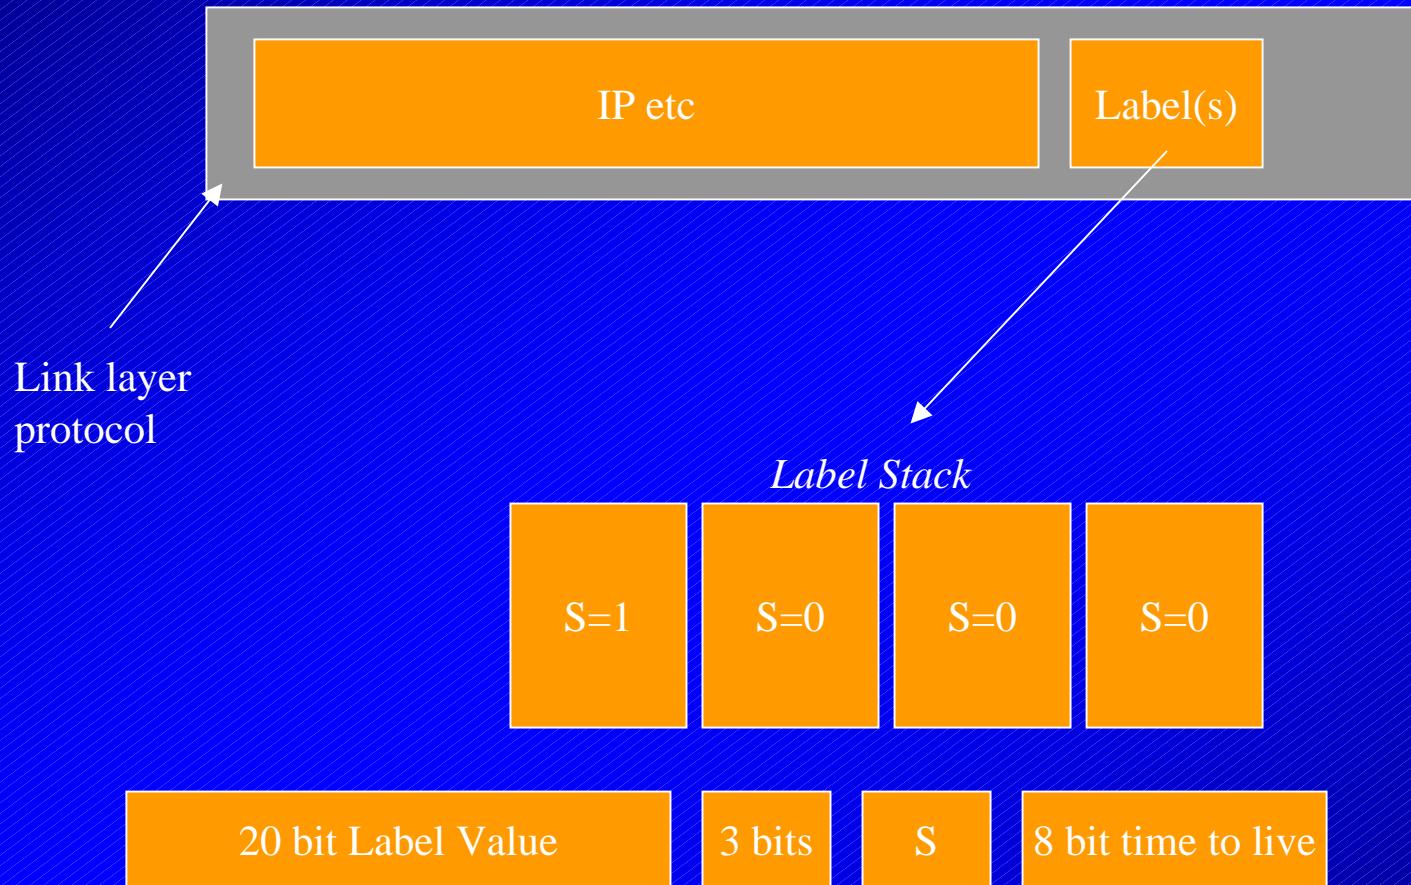 IP etc
Label(s)
Link layer
protocol
Label Stack
S=1
S=0
S=0
S=0
20 bit Label Value
3 bits
S
8 bit time to live